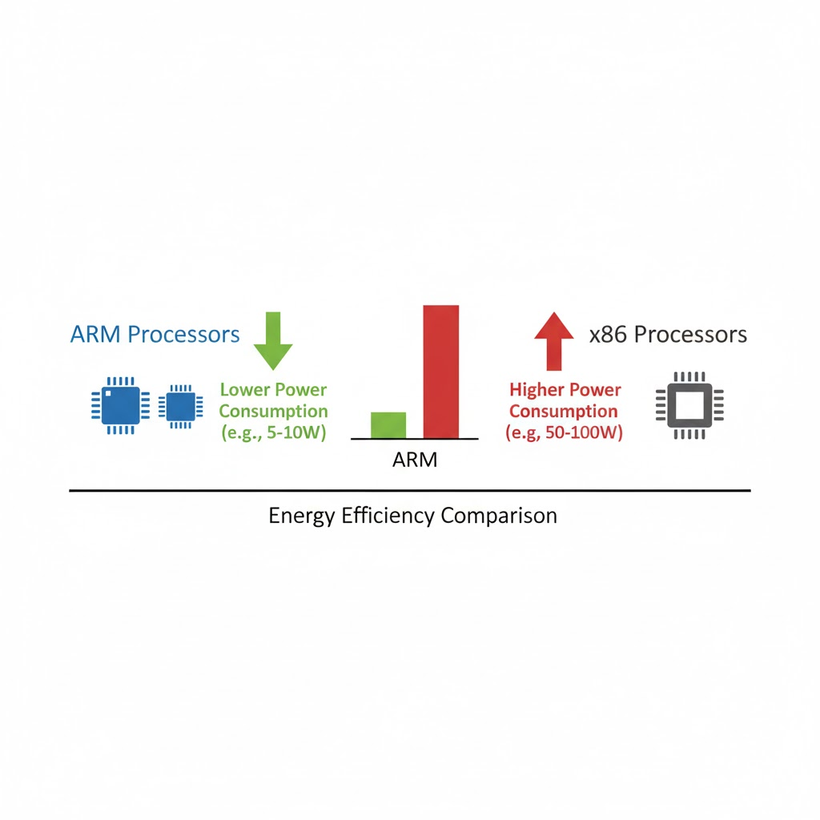 ARM Processors
Lower Power
Consumption
(e.g., 5-10W)
ARM
Higher Power
Consumption
(e.g, 50-100W)
x86 Processors
Energy Efficiency Comparison